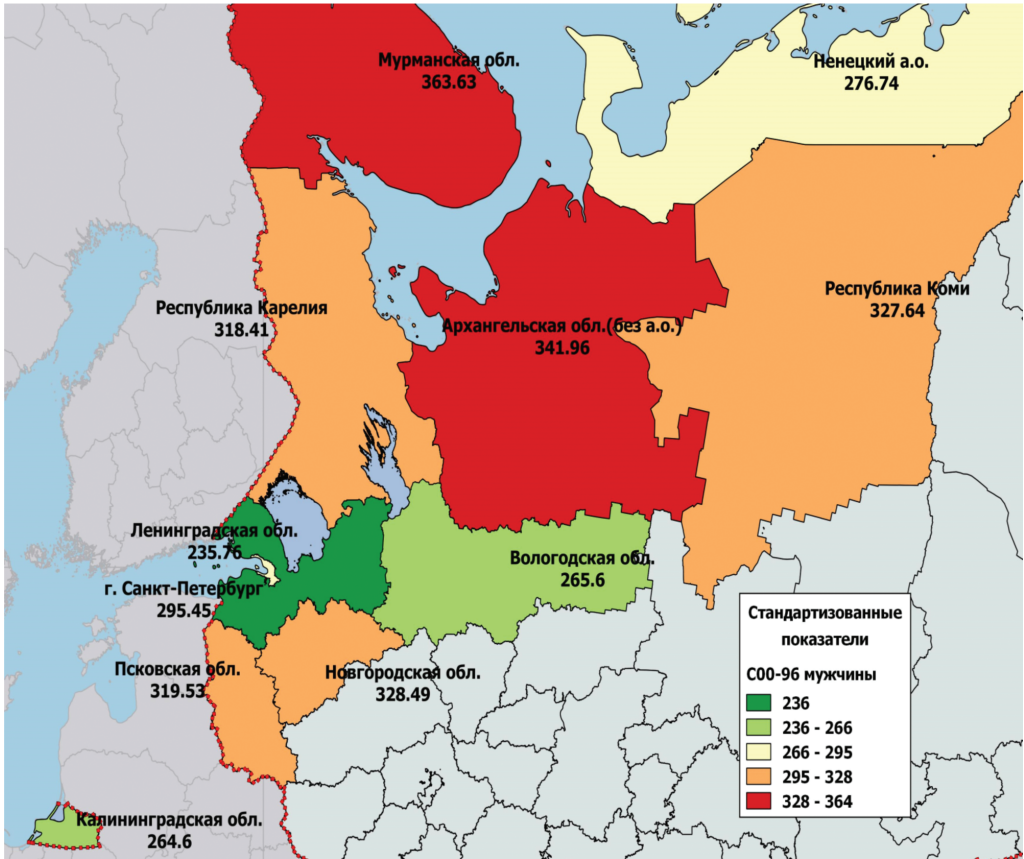 Мурманская обл.
363.63
Ненецкий а.о.
276.74
Республика Карелия
318.41
Республика Коми
327.64
Архангельская обл.(без а.о.)
341.96
Ленинградская обл.
235.76
Вологодская обл.
265.6
г. Санкт-Петербург
295.45
Псковская обл.
319.53
Новгородская обл.
328.49
Калининградская обл.
264.6
Стандартизованные
показатели
С00-96 мужчины
236
236 - 266
266 - 295
295 - 328
328 - 364